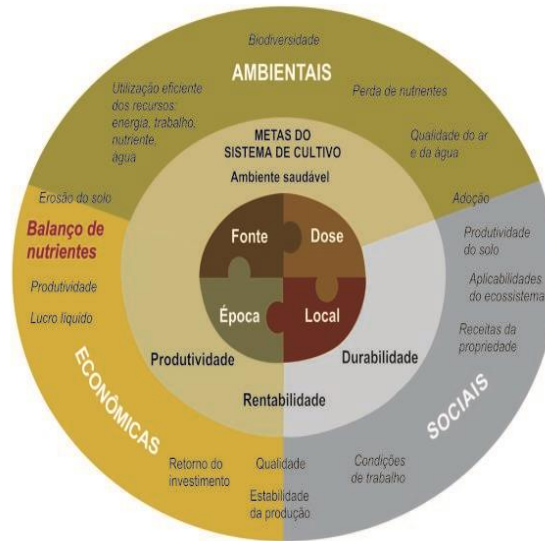 Biodiversidade
AMBIENTAIS
Utilização eficiente
dos recursos:
energia, trabalho,
nutriente,
água
Perda de nutrientes
Qualidade do ar
e da água
METAS DO
SISTEMA DE CULTIVO
Ambiente saudável
Erosão do solo
Adoção
Balanço de
nutrientes
Fonte
Dose
Produtividade
do solo
Produtividade
Aplicabilidades
do ecossistema
Lucro líquido
Época
Local
Receitas da
propriedade
Produtividade
Durabilidade
Rentabilidade
ECONÔMICAS
SOCIAIS
Retorno do
investimento
Qualidade
Estabilidade
da produção
Condições
de trabalho